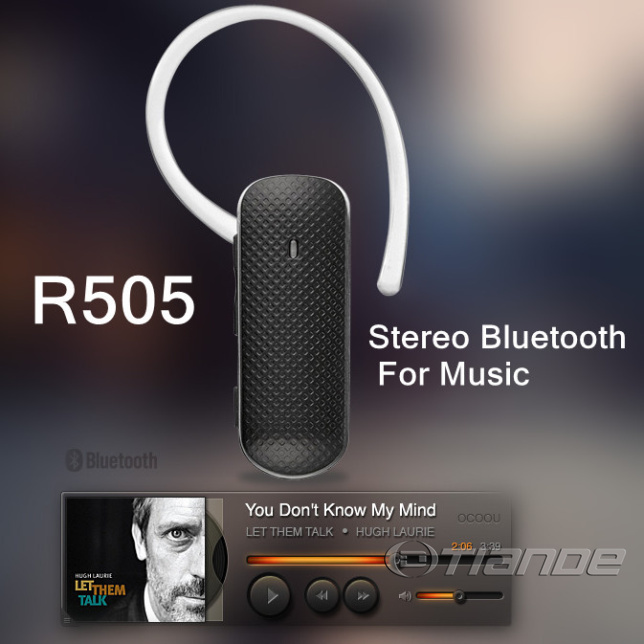 R505
Stereo Bluetooth
For Music
Bluetooth
You Don't Know My Mind
OCOOU
LET THEM TALK • HUGH LAURIE
2:06 3:39
TIANDE
HUGH LAURIE
LET THEM
TALK